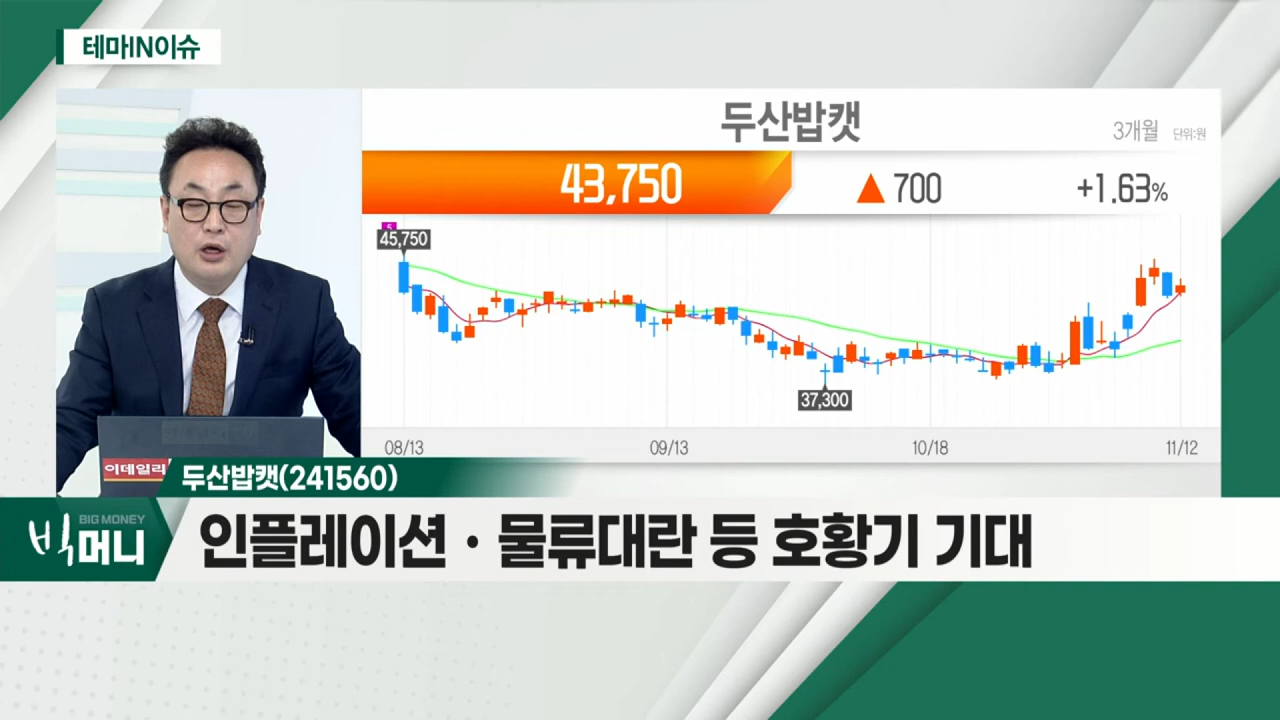 테마IN이슈
두산밥캣
3개월 단위:원
43,750 ▲ 700 +1.63%
45,750
37,300
08/13 09/13 10/18 11/12
이데일리 두산밥캣(241560)
BIG MONEY
빅머니
인플레이션 · 물류대란 등 호황기 기대